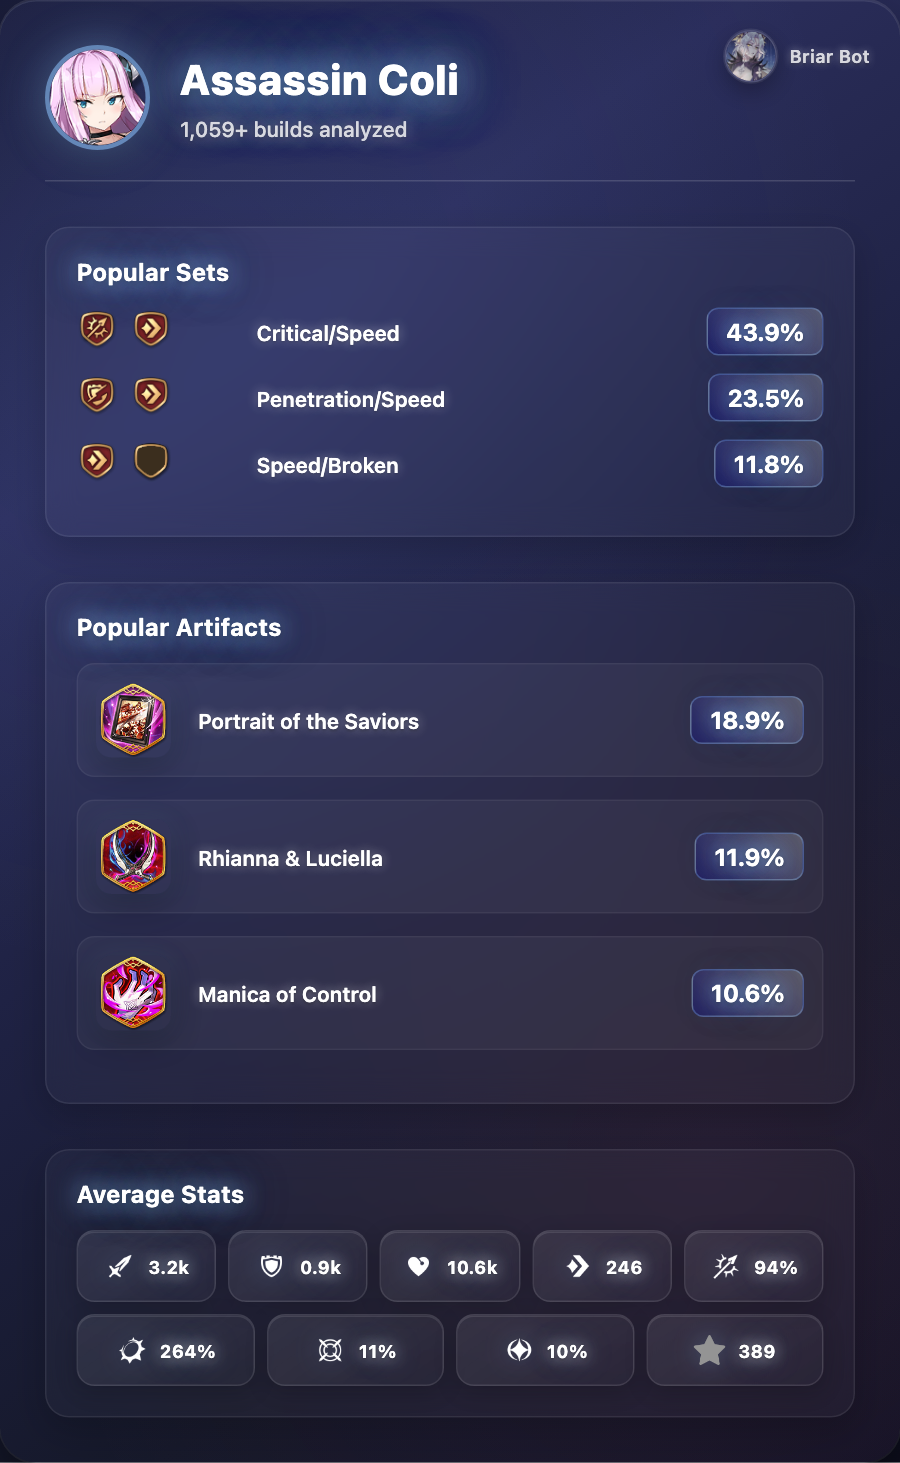 Assassin Coli
1,059+ builds analyzed
Briar Bot
Popular Sets
Critical/Speed
43.9%
Penetration/Speed
23.5%
Speed/Broken
11.8%
Popular Artifacts
Portrait of the Saviors
18.9%
Rhianna & Luciella
11.9%
Manica of Control
10.6%
Average Stats
3.2k
0.9k
10.6k
246
94%
264%
11%
10%
389